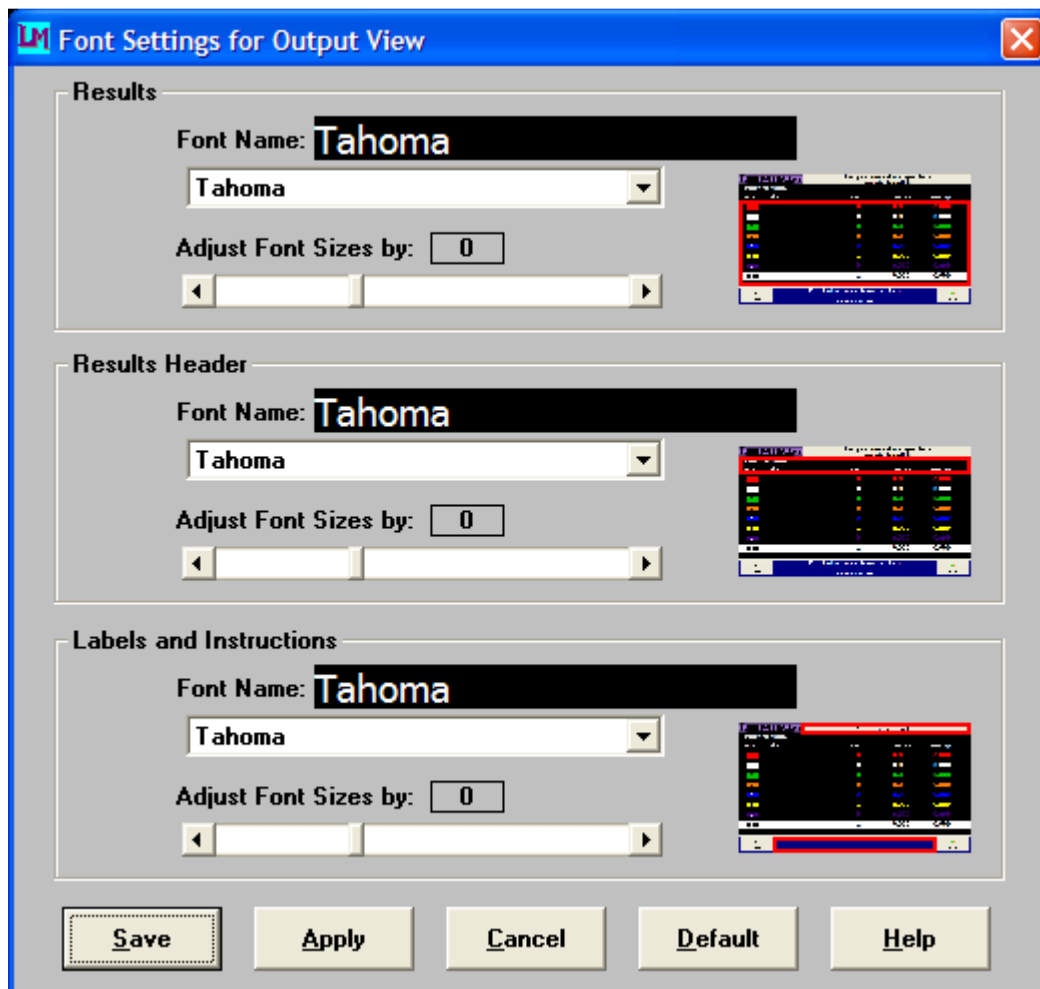 LM Font Settings for Output View
Results
Font Name: Tahoma
Tahoma
Adjust Font Sizes by: 0
Results Header
Font Name: Tahoma
Tahoma
Adjust Font Sizes by: 0
Labels and Instructions
Font Name: Tahoma
Tahoma
Adjust Font Sizes by: 0
Save Apply Cancel Default Help